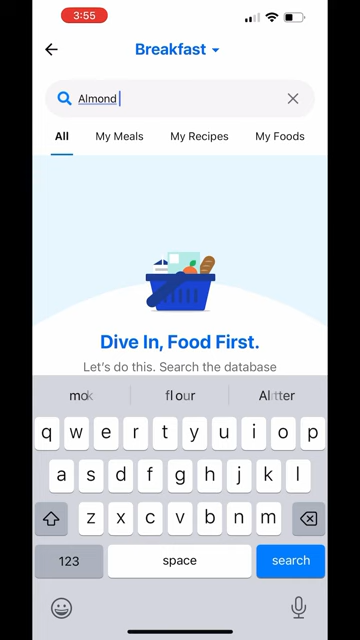 3:55
Breakfast
Almond
All My Meals My Recipes My Foods
Dive In, Food First.
Let's do this. Search the database
flour
q w e r t y u i o p
a s d f g h j k l
z x c v b n m
123 space search